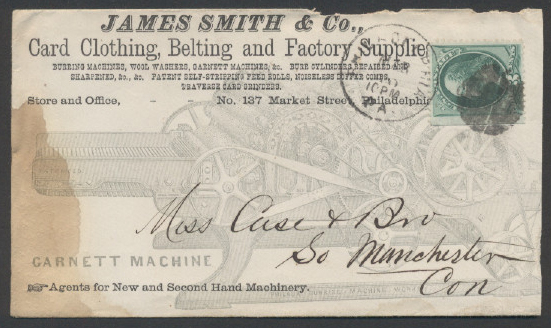 JAMES SMITH & Co.,
Card Clothing, Belting and Factory Supplie
BURRING MACHINES, WOOL WASHERS, GARNETT MACHINES, &c. BURR CYLINDERS REPAIRED AND
SHARPENED, &c., &c. PATENT SELF-STRIPPING FEED ROLLS, NOISELESS DOFFER COMBS,
TRAVERSE CARD GRINDERS.
Store and Office, - - No. 137 Market Street, Philadelphi
10PM
PA.
Miss Case & Bro
So Manchester
Con
GARNETT MACHINE
Agents for New and Second Hand Machinery.